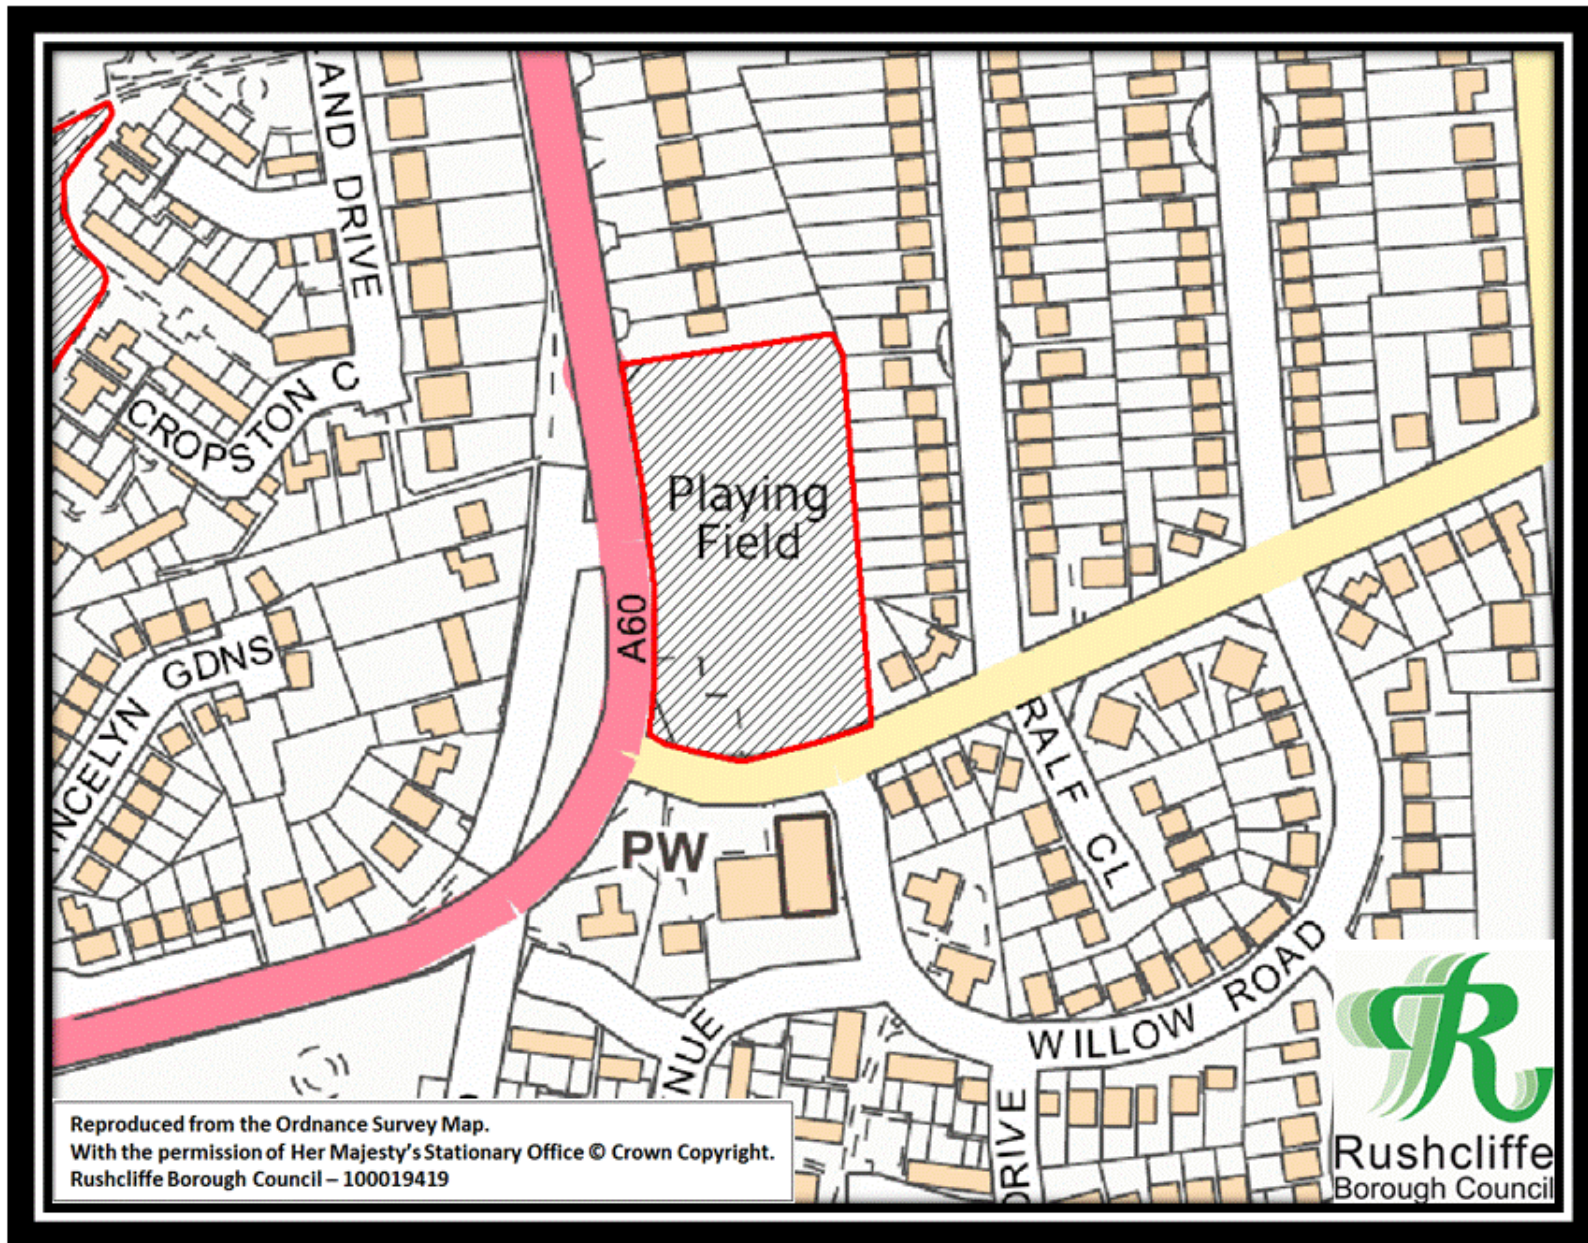 AND DRIVE
CROPSTON C
Playing
Field
A60
GDNS
NCELYN
PW
RALF CL
WILLOW ROAD
NUE
DRIVE
Reproduced from the Ordnance Survey Map.
With the permission of Her Majesty's Stationary Office © Crown Copyright.
Rushcliffe Borough Council – 100019419
R
Rushcliffe
Borough Council